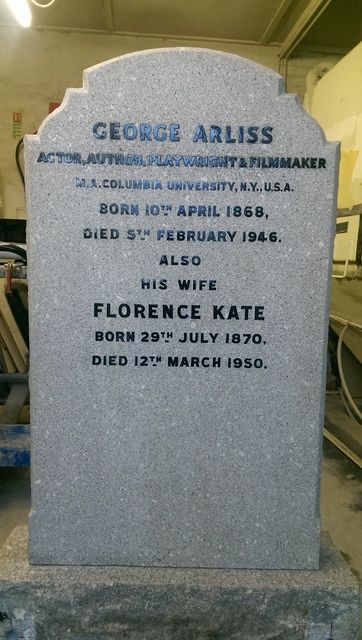 GEORGE ARLISS
ACTOR, AUTHOR, PLAYWRIGHT & FILMMAKER
M.A. COLUMBIA UNIVERSITY, N.Y., U.S.A.
BORN 10TH APRIL 1868,
DIED 5TH FEBRUARY 1946.
ALSO
HIS WIFE
FLORENCE KATE
BORN 29TH JULY 1870,
DIED 12TH MARCH 1950.